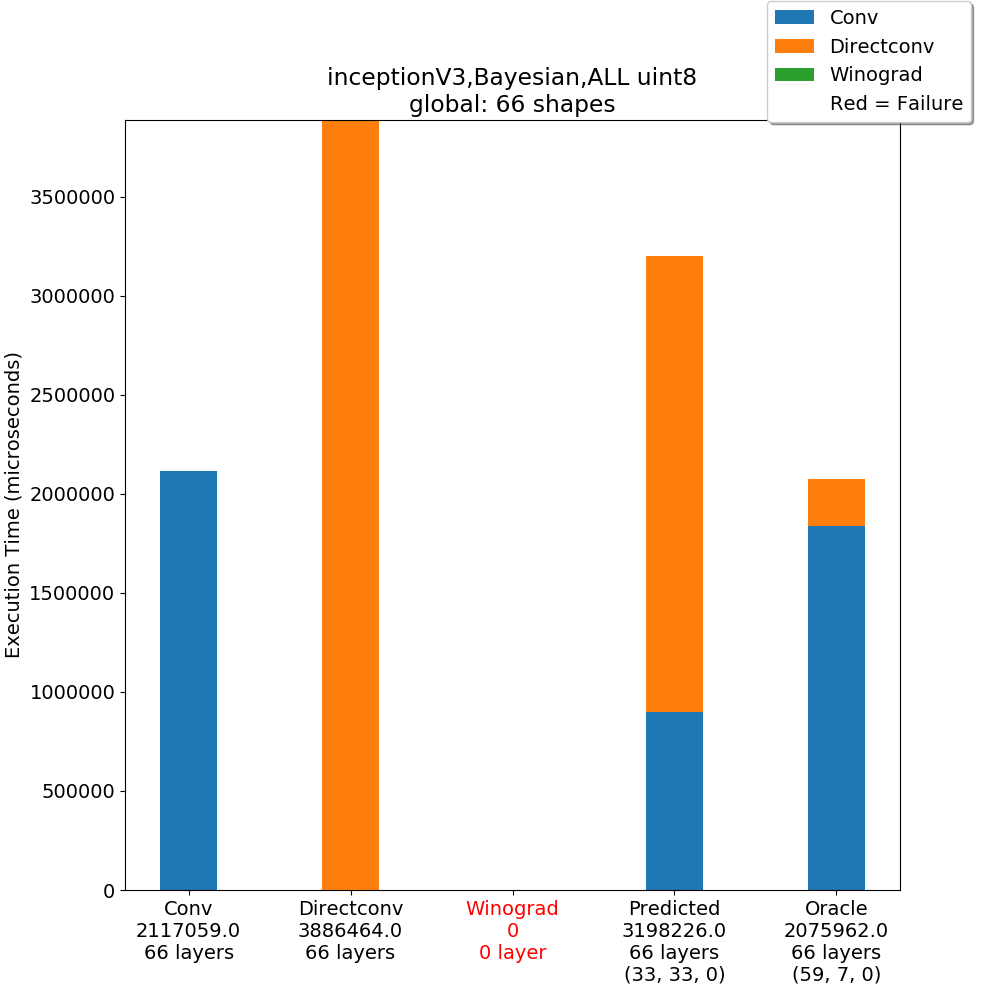 Conv
Directconv
Winograd
Red = Failure
inceptionV3,Bayesian,ALL uint8
global: 66 shapes
Execution Time (microseconds)
3500000
3000000
2500000
2000000
1500000
1000000
500000
0
Conv
2117059.0
66 layers
Directconv
3886464.0
66 layers
Winograd
0
0 layer
Predicted
3198226.0
66 layers
(33, 33, 0)
Oracle
2075962.0
66 layers
(59, 7, 0)